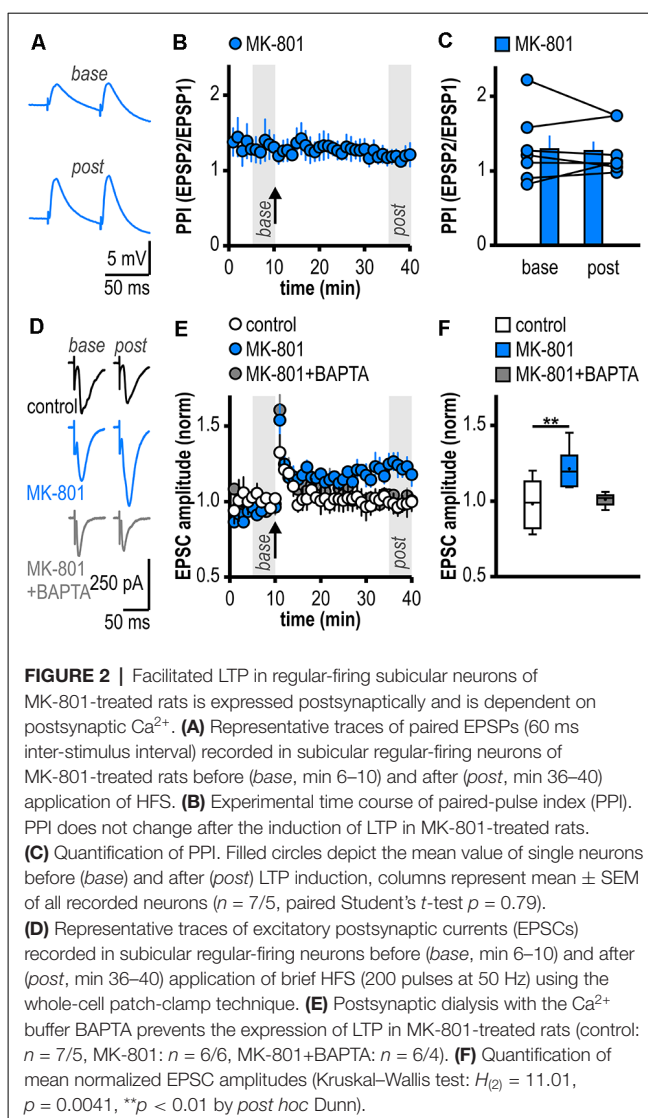 A
base
post
5 mV
50 ms
B
MK-801
PPI (EPSP2/EPSP1)
2
1
0
base
post
0 10 20 30 40
time (min)
C
MK-801
PPI (EPSP2/EPSP1)
2
1
0
base post
D
base post
control
MK-801
MK-801
+BAPTA
250 pA
50 ms
E
control
MK-801
MK-801+BAPTA
EPSC amplitude (norm)
1.5
1.0
0.5
base
post
0 10 20 30 40
time (min)
F
control
MK-801
MK-801+BAPTA
EPSC amplitude (norm)
1.5
1.0
0.5
**
FIGURE 2 | Facilitated LTP in regular-firing subicular neurons of
MK-801-treated rats is expressed postsynaptically and is dependent on
postsynaptic Ca²⁺. (A) Representative traces of paired EPSPs (60 ms
inter-stimulus interval) recorded in subicular regular-firing neurons of
MK-801-treated rats before (base, min 6–10) and after (post, min 36–40)
application of HFS. (B) Experimental time course of paired-pulse index (PPI).
PPI does not change after the induction of LTP in MK-801-treated rats.
(C) Quantification of PPI. Filled circles depict the mean value of single neurons
before (base) and after (post) LTP induction, columns represent mean ± SEM
of all recorded neurons (n = 7/5, paired Student's t-test p = 0.79).
(D) Representative traces of excitatory postsynaptic currents (EPSCs)
recorded in subicular regular-firing neurons before (base, min 6–10) and after
(post, min 36–40) application of brief HFS (200 pulses at 50 Hz) using the
whole-cell patch-clamp technique. (E) Postsynaptic dialysis with the Ca²⁺
buffer BAPTA prevents the expression of LTP in MK-801-treated rats (control:
n = 7/5, MK-801: n = 6/6, MK-801+BAPTA: n = 6/4). (F) Quantification of
mean normalized EPSC amplitudes (Kruskal–Wallis test: H₍₂₎ = 11.01,
p = 0.0041, **p < 0.01 by post hoc Dunn).